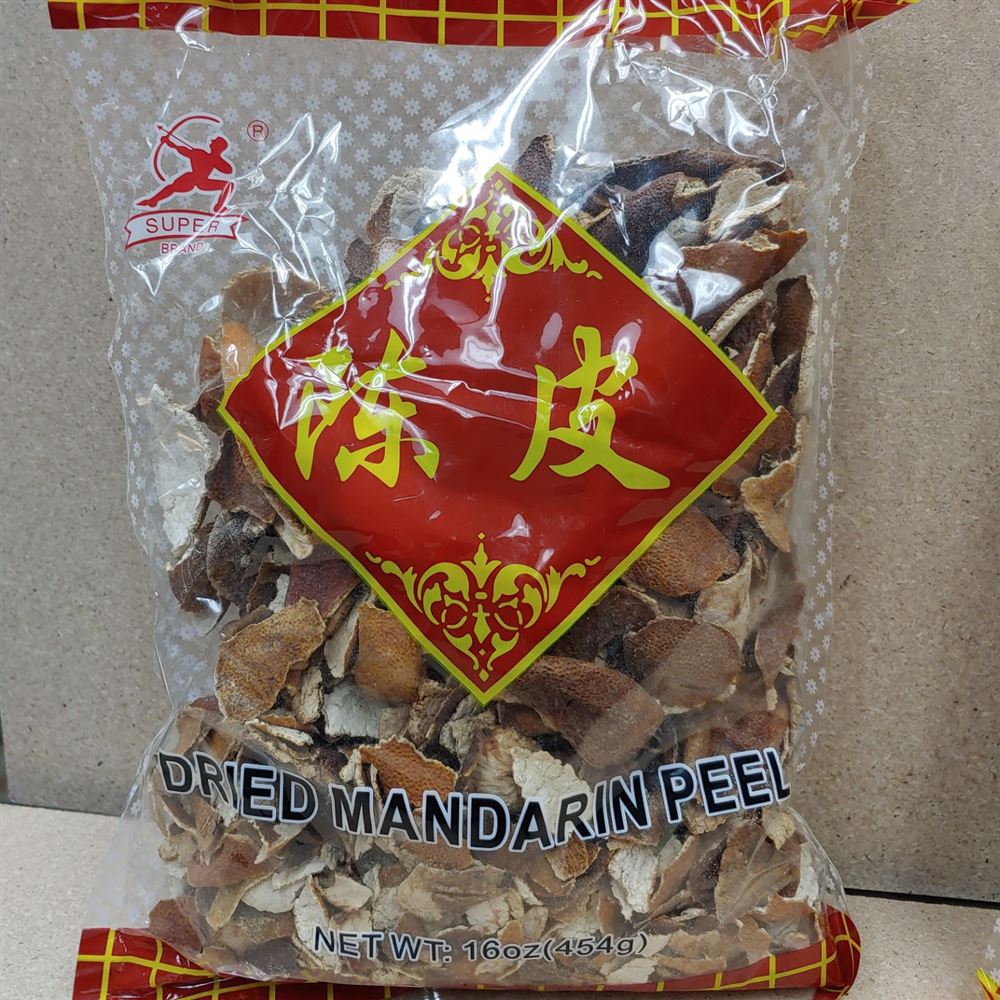 ®
SUPER
BRAND
陈皮
DRIED MANDARIN PEEL
NET WT: 16oz(454g)